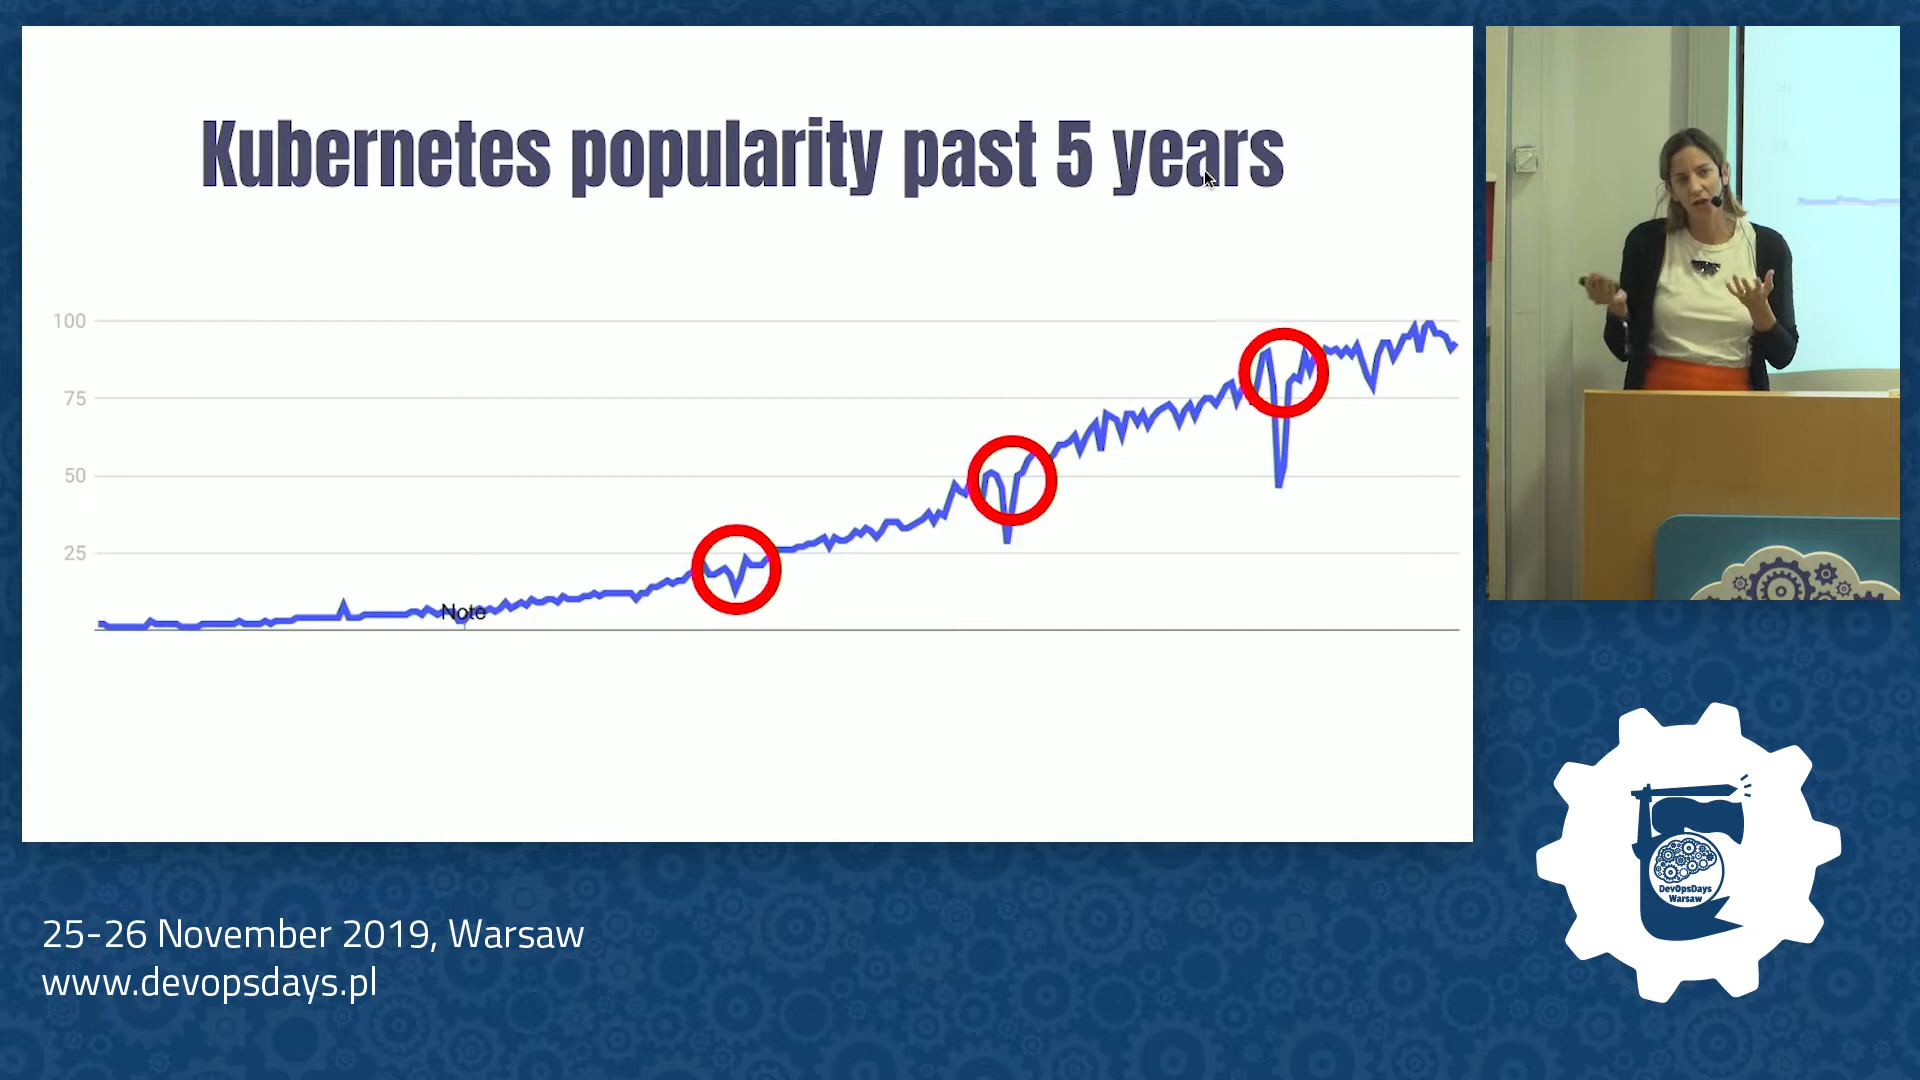 Kubernetes popularity past 5 years
100
75
50
25
Note
25-26 November 2019, Warsaw
www.devopsdays.pl
DevOpsDays
Warsaw